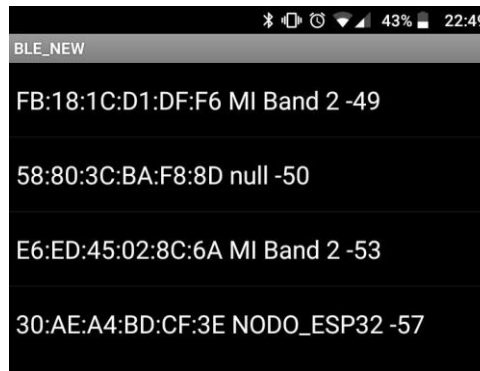 43% 22:49
BLE_NEW
FB:18:1C:D1:DF:F6 MI Band 2 -49
58:80:3C:BA:F8:8D null -50
E6:ED:45:02:8C:6A MI Band 2 -53
30:AE:A4:BD:CF:3E NODO_ESP32 -57